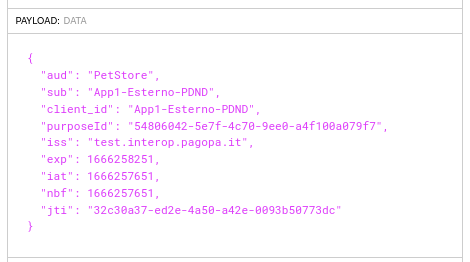 PAYLOAD: DATA
{
"aud": "PetStore",
"sub": "App1-Esterno-PDND",
"client_id": "App1-Esterno-PDND",
"purposeId": "54806042-5e7f-4c70-9ee0-a4f100a079f7",
"iss": "test.interop.pagopa.it",
"exp": 1666258251,
"iat": 1666257651,
"nbf": 1666257651,
"jti": "32c30a37-ed2e-4a50-a42e-0093b50773dc"
}